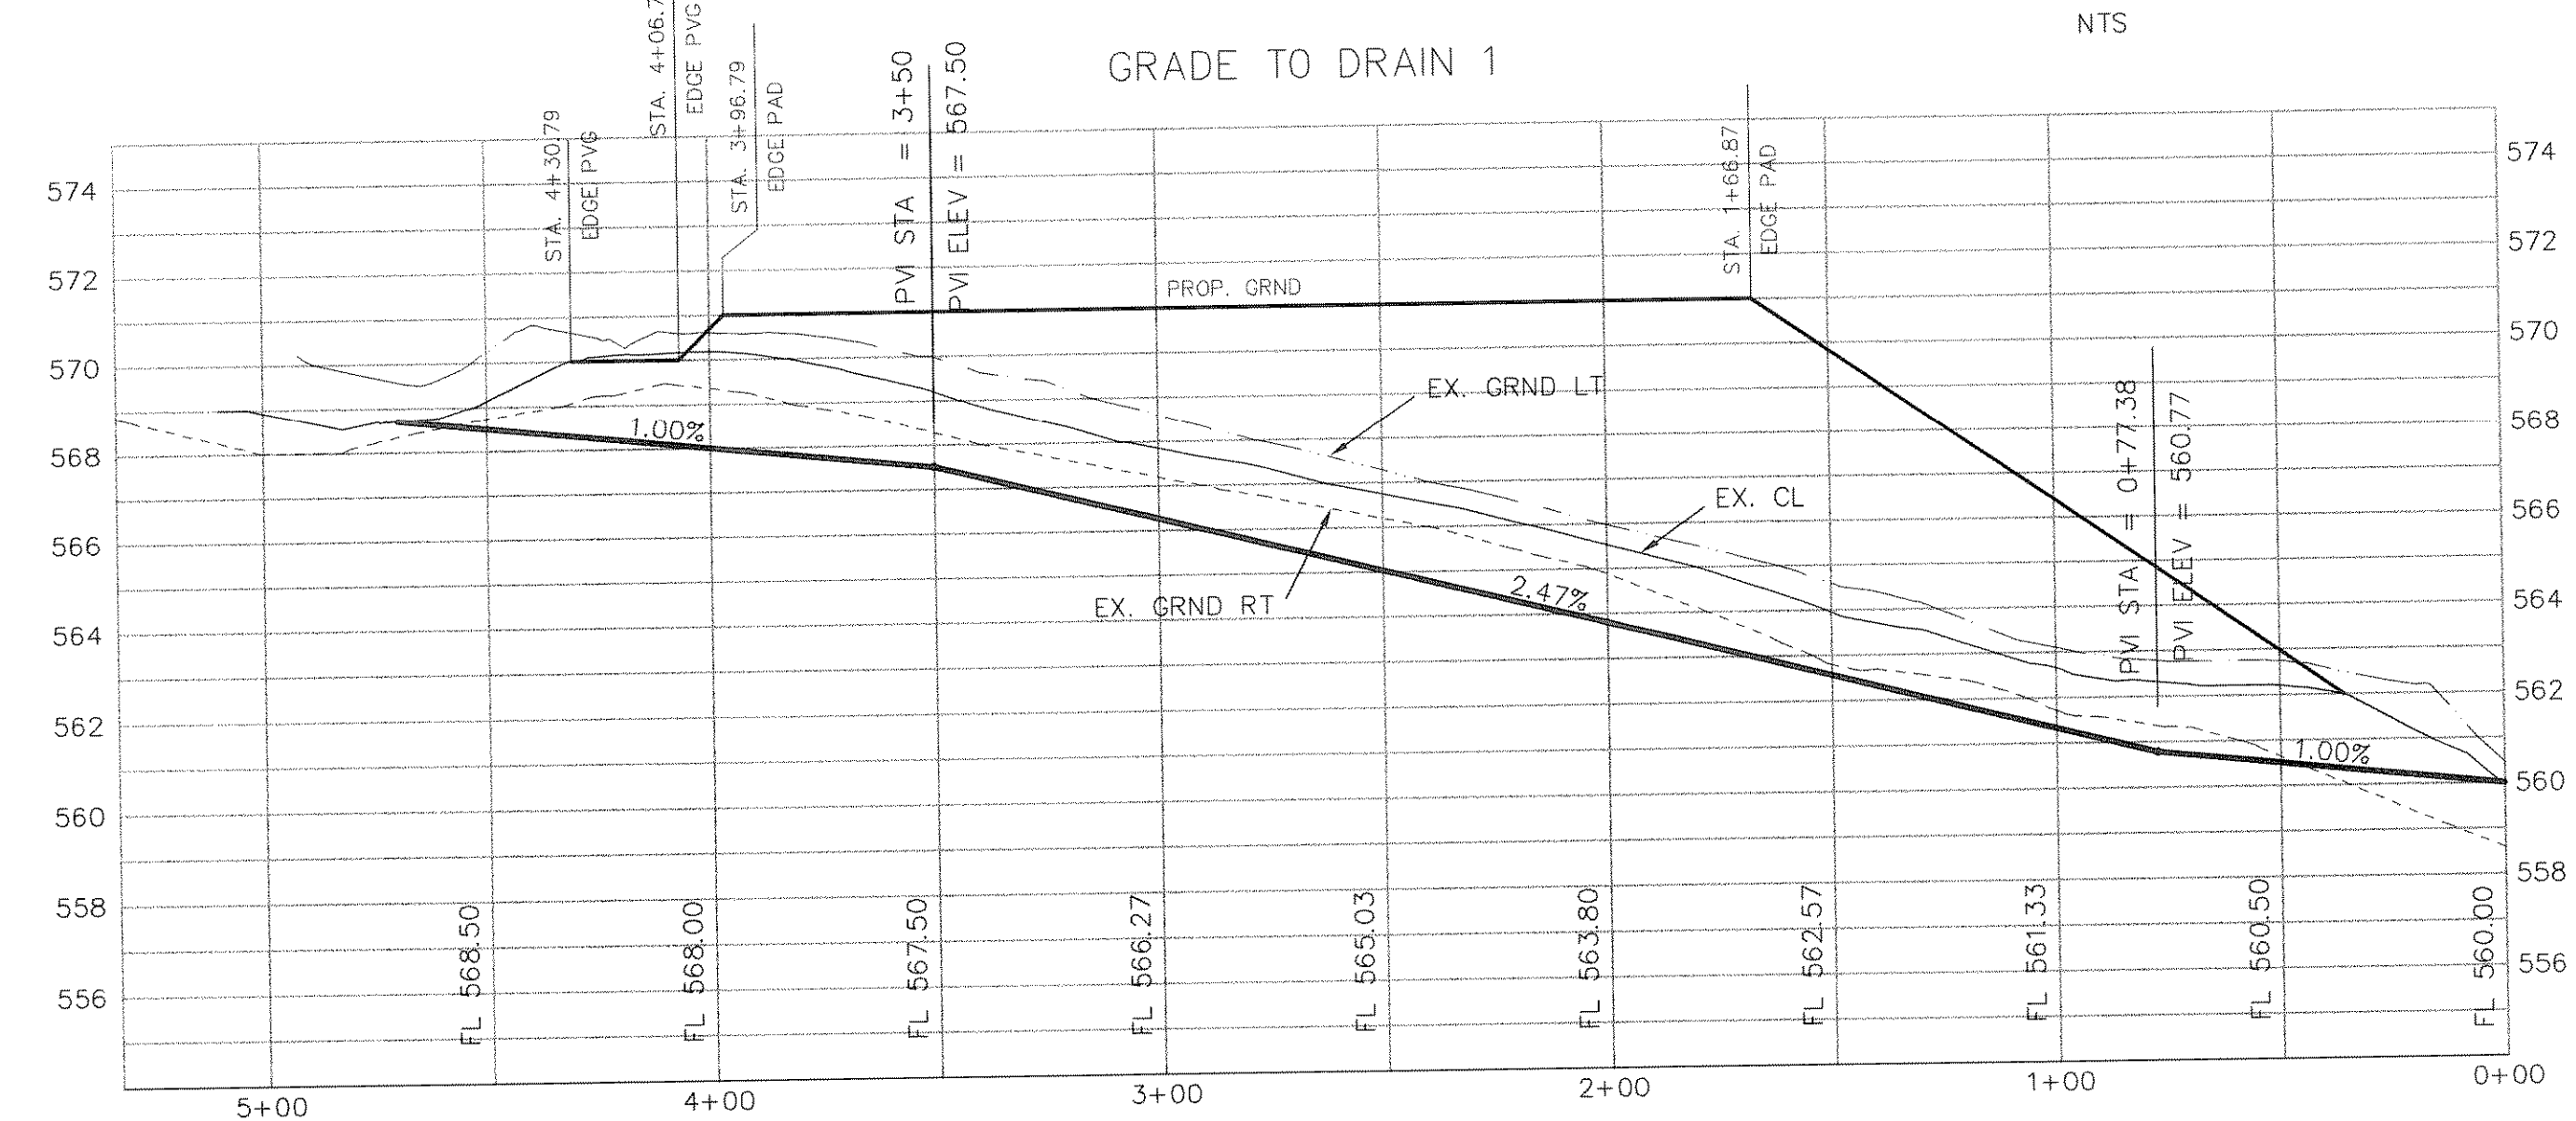 NTS
GRADE TO DRAIN 1
STA. 4+30.79
EDGE PVG
EDGE PVG
STA. 3+96.79
EDGE PAD
PVI STA = 3+50
PVI ELEV = 567.50
STA. 1+66.87
EDGE PAD
PROP. GRND
EX. GRND LT
EX. CL
EX. GRND RT
PVI STA = 0+77.38
PVI ELEV = 560.77
1.00%
2.47%
1.00%
574
572
570
568
566
564
562
560
558
556
574
572
570
568
566
564
562
560
558
556
FL 568.50
FL 568.00
FL 567.50
FL 566.27
FL 565.03
FL 563.80
FL 562.57
FL 561.33
FL 560.50
FL 560.00
5+00
4+00
3+00
2+00
1+00
0+00